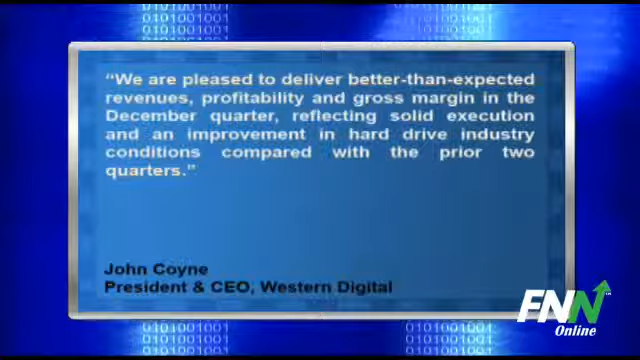 “We are pleased to deliver better-than-expected
revenues, profitability and gross margin in the
December quarter, reflecting solid execution
and an improvement in hard drive industry
conditions compared with the prior two
quarters.”
John Coyne
President & CEO, Western Digital
FNN
Online